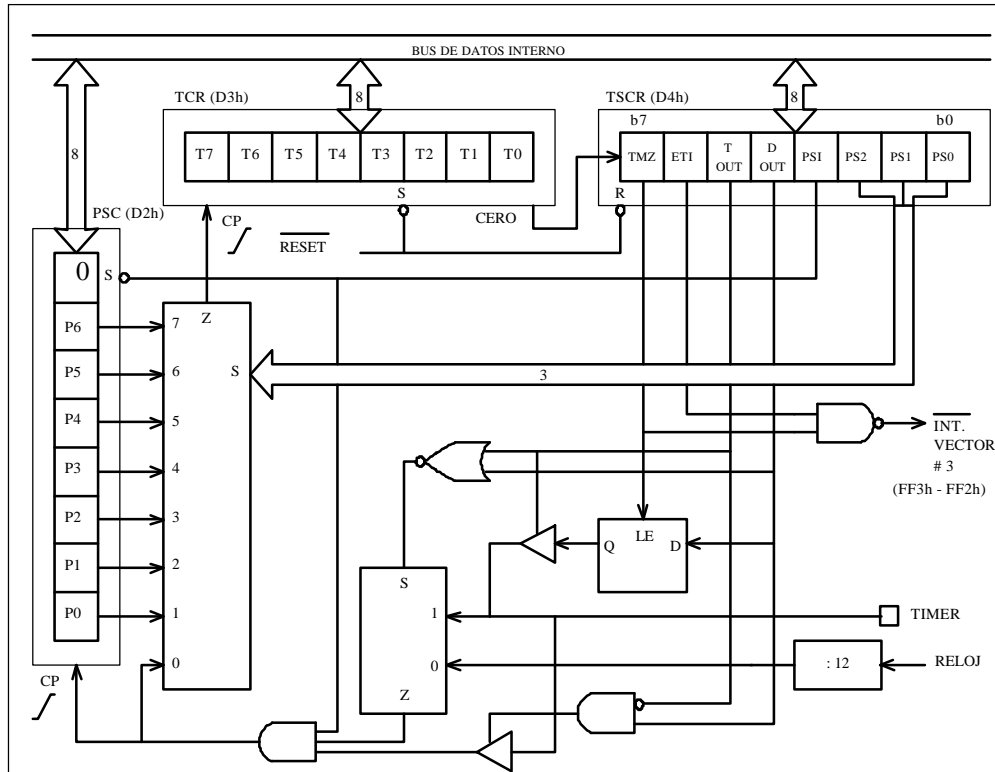 BUS DE DATOS INTERNO
8
8
8
TCR (D3h)
TSCR (D4h)
b7
b0
T7 T6 T5 T4 T3 T2 T1 T0
TMZ ETI T OUT D OUT PSI PS2 PS1 PS0
S
R
CERO
CP
RESET
PSC (D2h)
0
S
P6
P5
P4
P3
P2
P1
P0
Z
7
6
5
4
3
2
1
0
S
3
INT.
VECTOR
# 3
(FF3h - FF2h)
Q
LE
D
S
1
0
Z
TIMER
: 12
RELOJ
CP